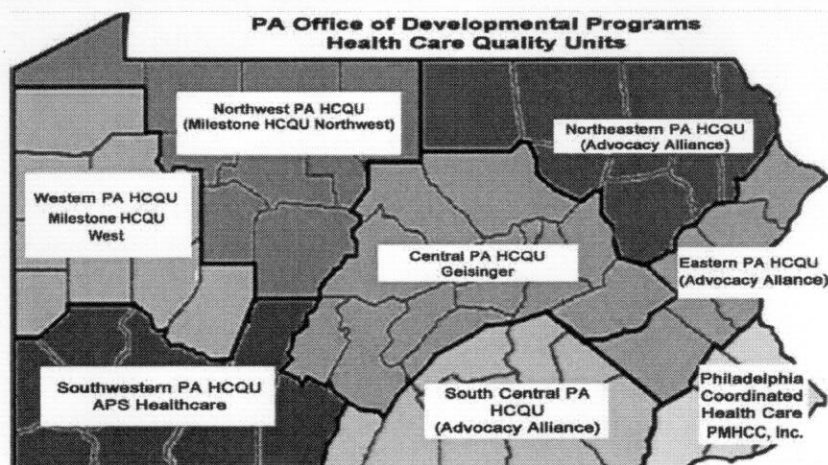 PA Office of Developmental Programs
Health Care Quality Units
Northwest PA HCQU
(Milestone HCQU Northwest)
Northeastern PA HCQU
(Advocacy Alliance)
Western PA HCQU
Milestone HCQU
West
Central PA HCQU
Geisinger
Eastern PA HCQU
(Advocacy Alliance)
Southwestern PA HCQU
APS Healthcare
South Central PA
HCQU
(Advocacy Alliance)
Philadelphia
Coordinated
Health Care
PMHCC, Inc.